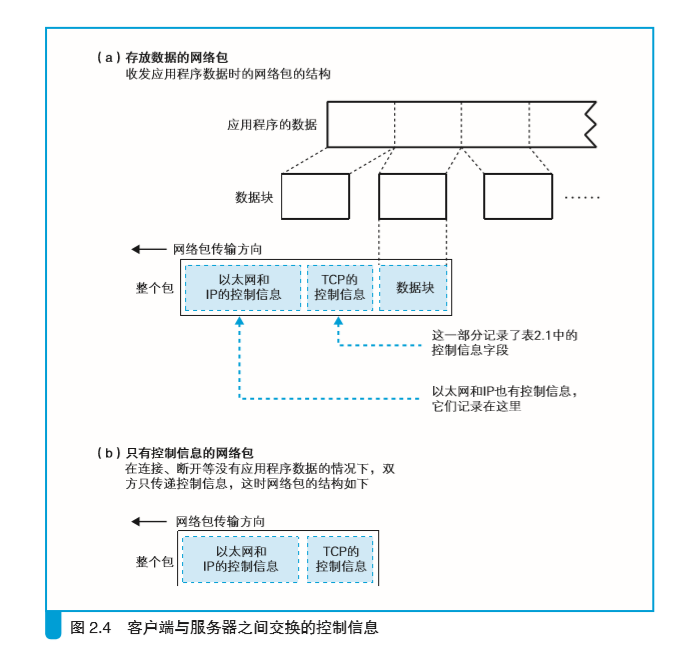 (a)存放数据的网络包
收发应用程序数据时的网络包的结构
应用程序的数据
数据块
……
网络包传输方向
整个包
以太网和
IP的控制信息
TCP的
控制信息
数据块
这一部分记录了表2.1中的
控制信息字段
以太网和IP也有控制信息，
它们记录在这里
(b)只有控制信息的网络包
在连接、断开等没有应用程序数据的情况下，双
方只传递控制信息，这时网络包的结构如下
网络包传输方向
整个包
以太网和
IP的控制信息
TCP的
控制信息
图 2.4 客户端与服务器之间交换的控制信息